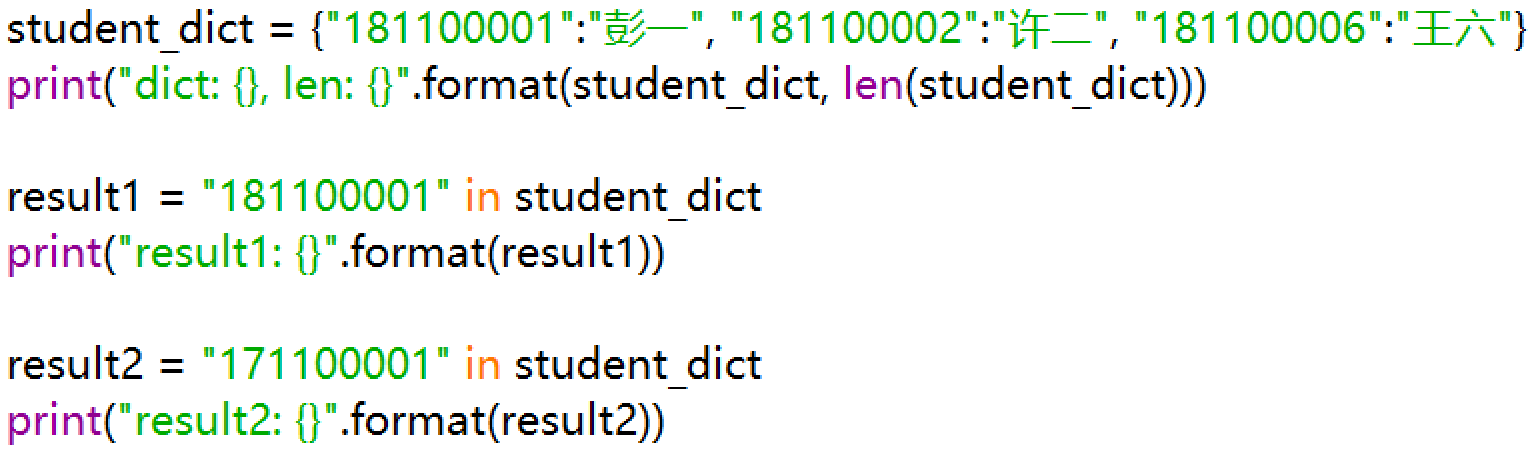 student_dict = {"181100001":"彭一", "181100002":"许二", "181100006":"王六"}
print("dict: {}, len: {}".format(student_dict, len(student_dict)))
result1 = "181100001" in student_dict
print("result1: {}".format(result1))
result2 = "171100001" in student_dict
print("result2: {}".format(result2))